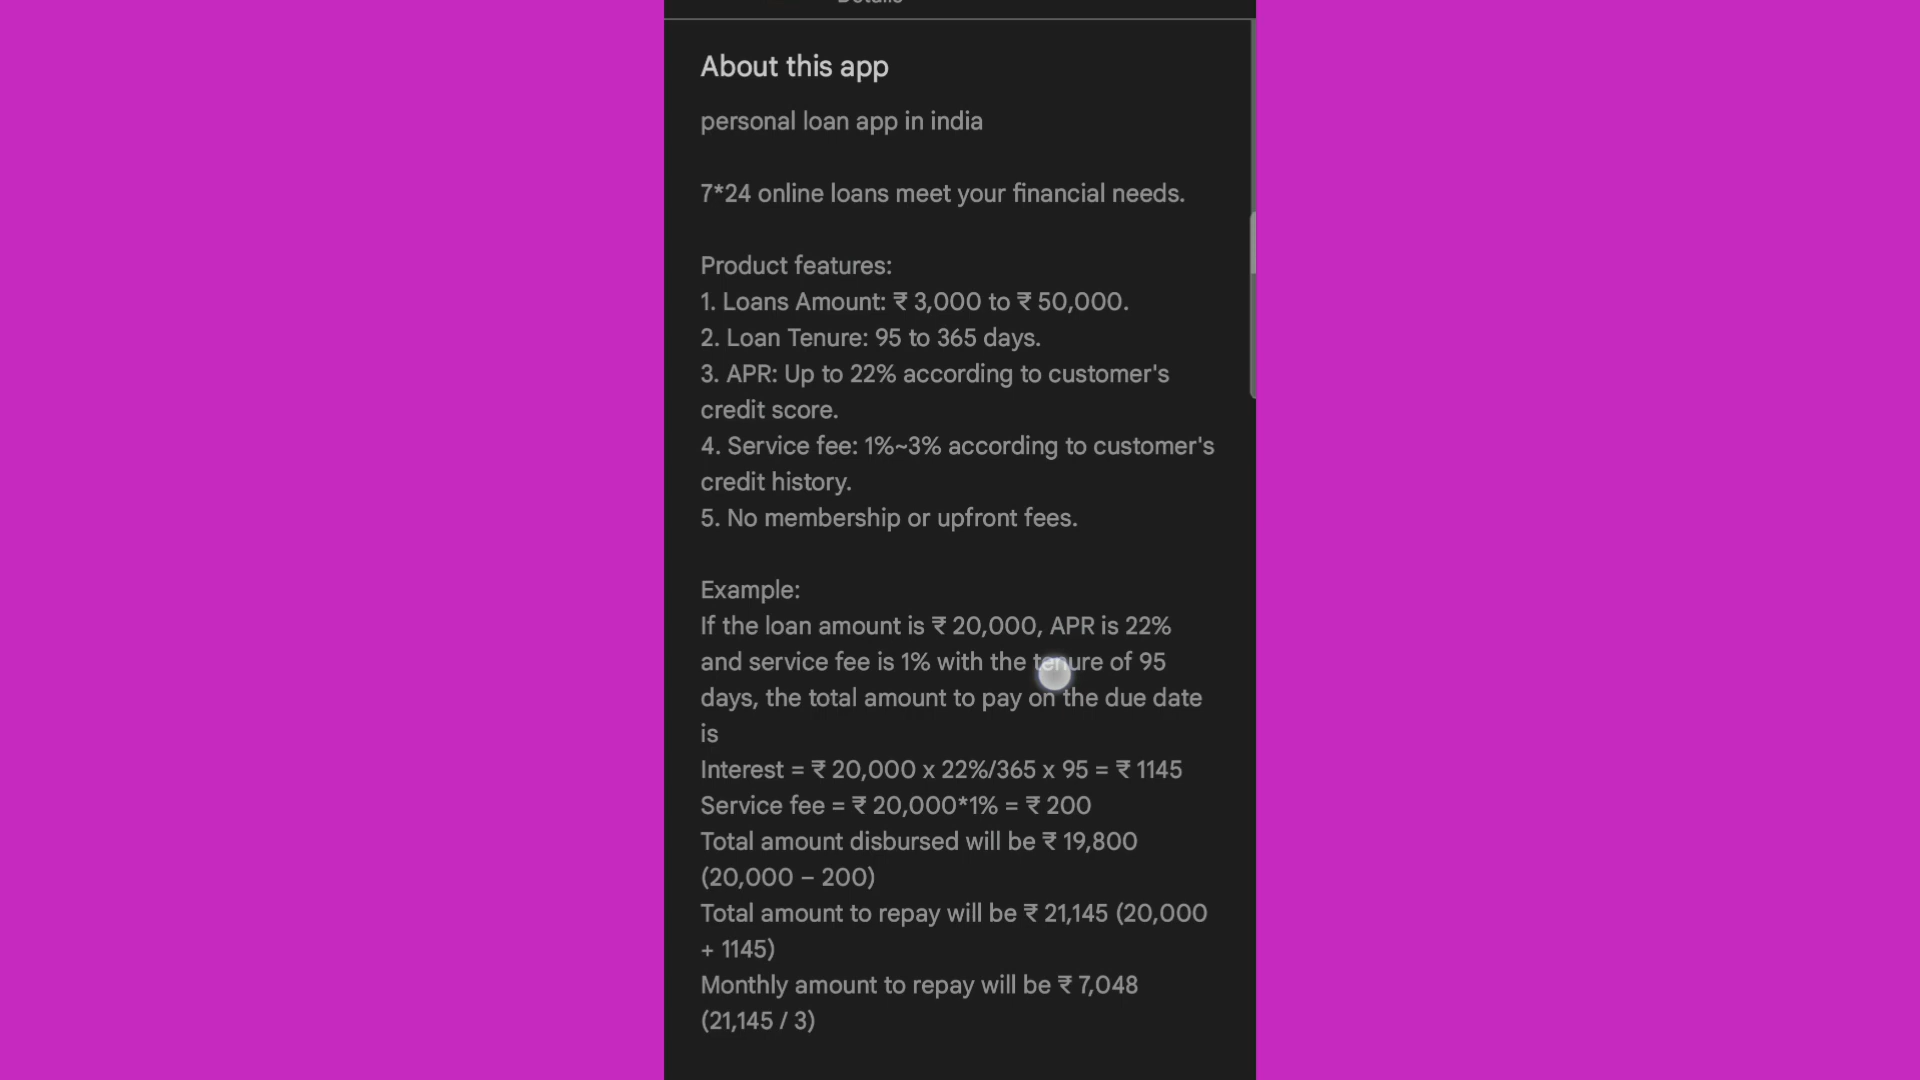 Details
About this app
personal loan app in india
7*24 online loans meet your financial needs.
Product features:
1. Loans Amount: ₹ 3,000 to ₹ 50,000.
2. Loan Tenure: 95 to 365 days.
3. APR: Up to 22% according to customer's
credit score.
4. Service fee: 1%~3% according to customer's
credit history.
5. No membership or upfront fees.
Example:
If the loan amount is ₹ 20,000, APR is 22%
and service fee is 1% with the tenure of 95
days, the total amount to pay on the due date
is
Interest = ₹ 20,000 x 22%/365 x 95 = ₹ 1145
Service fee = ₹ 20,000*1% = ₹ 200
Total amount disbursed will be ₹ 19,800
(20,000 – 200)
Total amount to repay will be ₹ 21,145 (20,000
+ 1145)
Monthly amount to repay will be ₹ 7,048
(21,145 / 3)